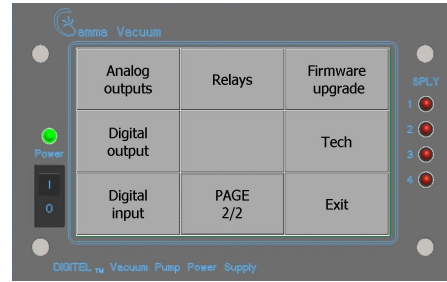 Gamma Vacuum
Analog
outputs
Relays
Firmware
upgrade
SPLY
1
2
3
4
Digital
output
Tech
Power
I
0
Digital
input
PAGE
2/2
Exit
DIGITEL TM Vacuum Pump Power Supply